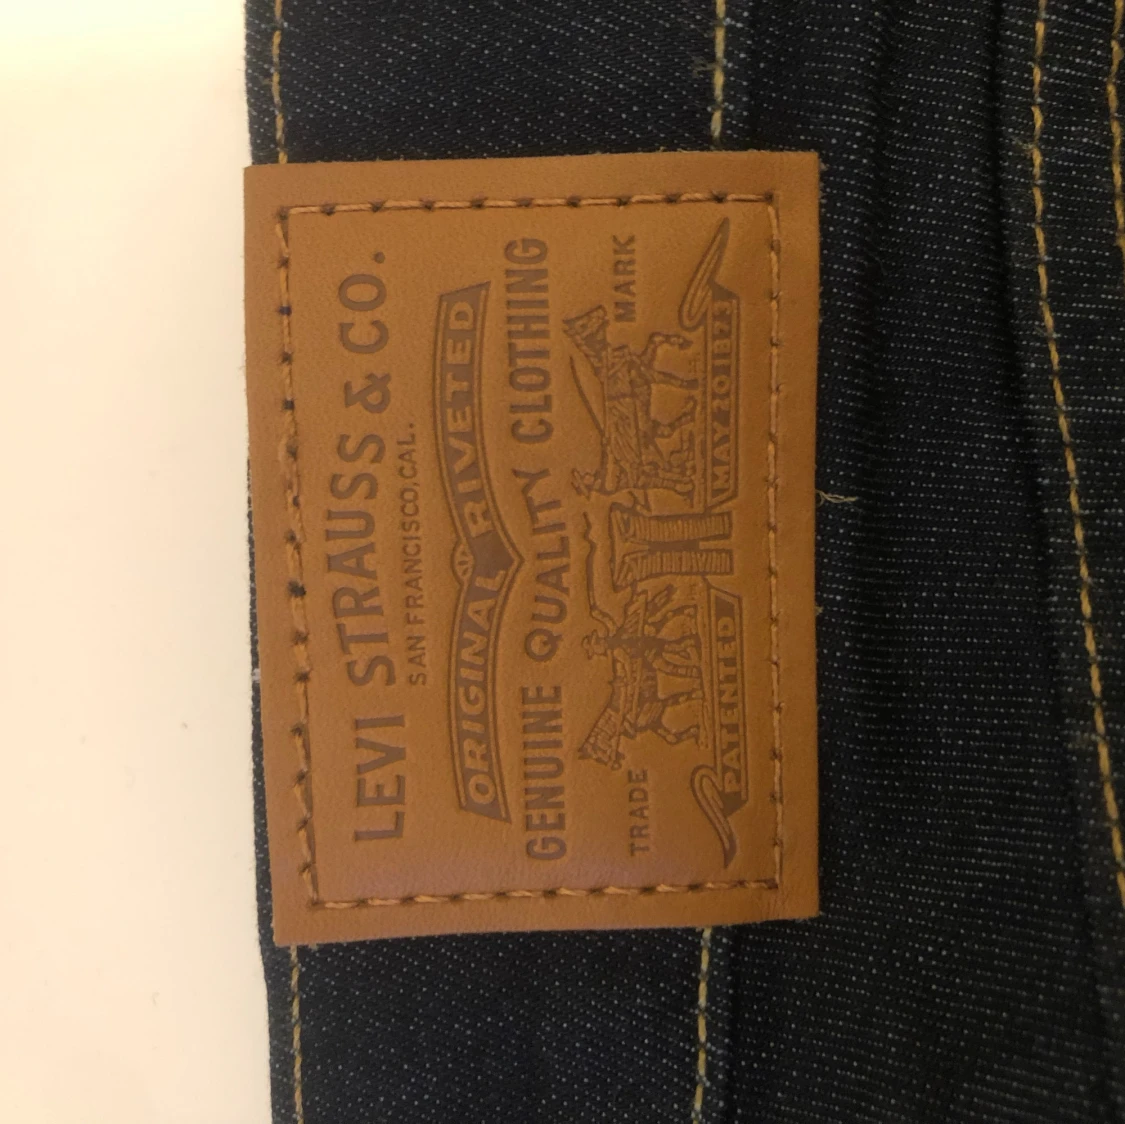 LEVI STRAUSS & CO.
SAN FRANCISCO, CAL.
ORIGINAL RIVETED
GENUINE QUALITY CLOTHING
TRADE MARK
PATENTED MAY 20 1873